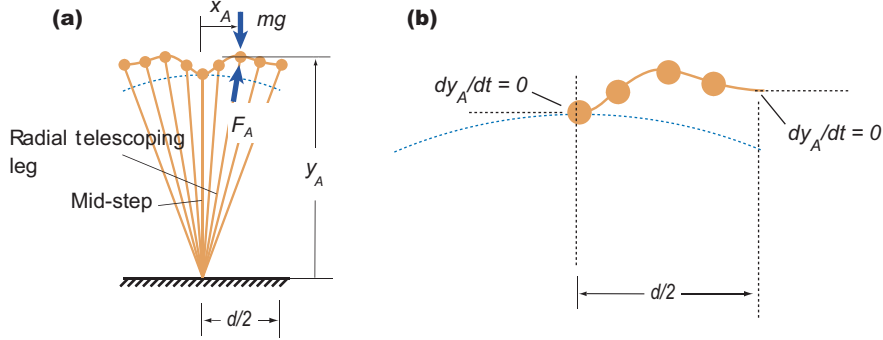 (a)
x_A
mg
F_A
Radial telescoping
leg
y_A
Mid-step
d/2
(b)
dy_A/dt = 0
dy_A/dt = 0
d/2